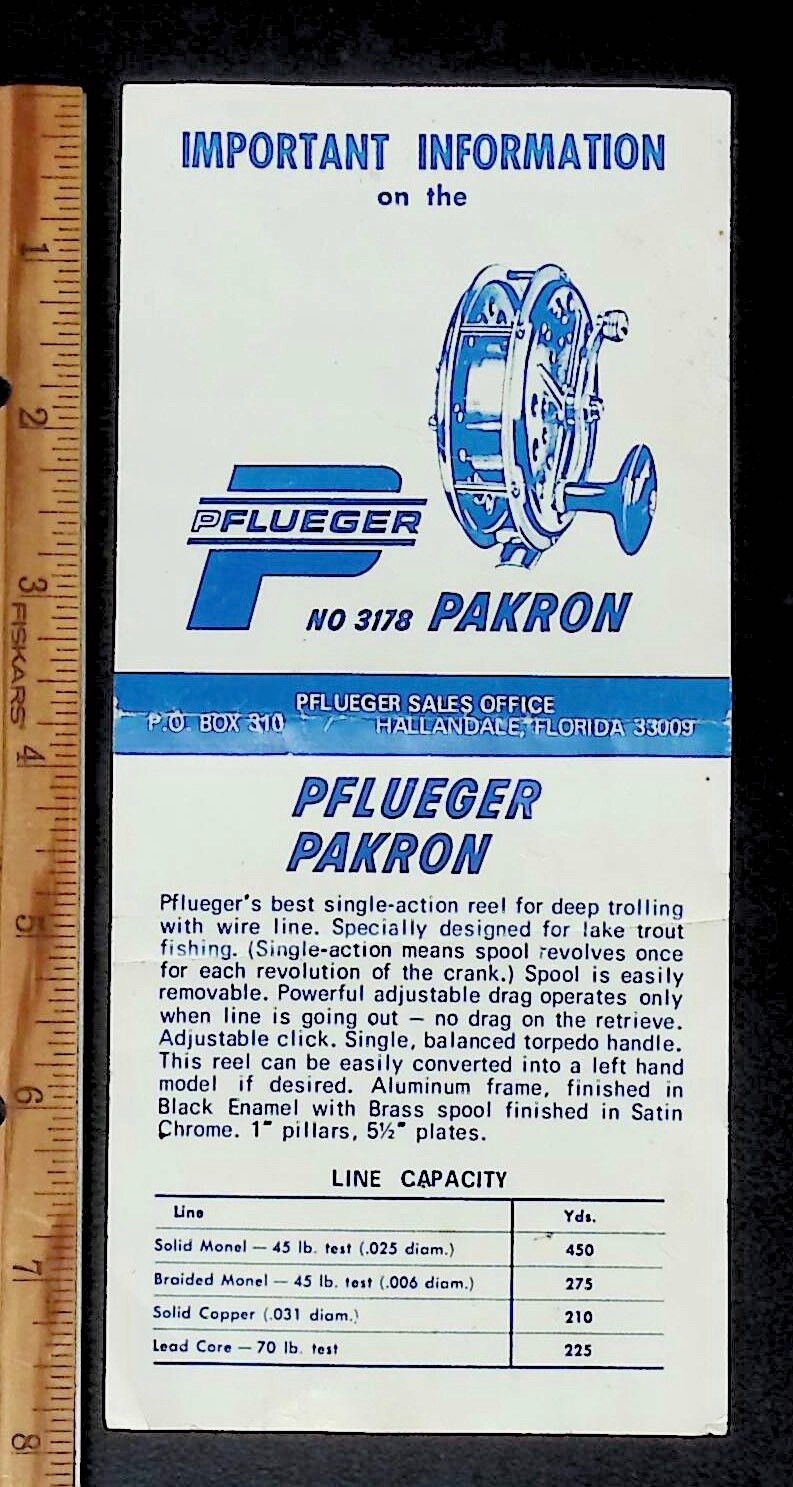 IMPORTANT INFORMATION
on the
PFLUEGER
NO 3178 PAKRON
PFLUEGER SALES OFFICE
P.O. BOX 310 / HALLANDALE, FLORIDA 33009
PFLUEGER
PAKRON
Pflueger's best single-action reel for deep trolling
with wire line. Specially designed for lake trout
fishing. (Single-action means spool revolves once
for each revolution of the crank.) Spool is easily
removable. Powerful adjustable drag operates only
when line is going out — no drag on the retrieve.
Adjustable click. Single, balanced torpedo handle.
This reel can be easily converted into a left hand
model if desired. Aluminum frame, finished in
Black Enamel with Brass spool finished in Satin
Chrome. 1" pillars, 5½" plates.
LINE CAPACITY
Line Yds.
Solid Monel — 45 lb. test (.025 diam.) 450
Braided Monel — 45 lb. test (.006 diam.) 275
Solid Copper (.031 diam.) 210
Lead Core — 70 lb. test 225
1
2
3
FISKARS
4
5
6
7
8